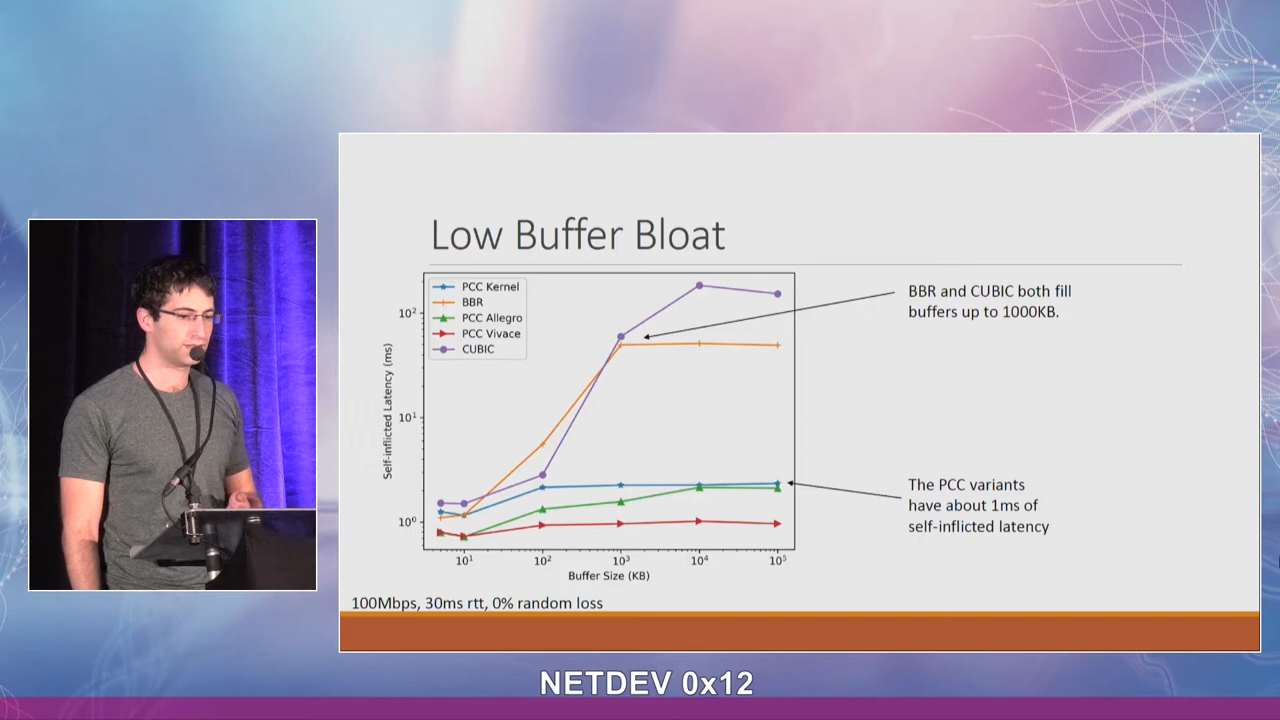 Low Buffer Bloat
PCC Kernel
BBR
PCC Allegro
PCC Vivace
CUBIC
10²
10¹
10⁰
Self-inflicted Latency (ms)
10¹
10²
10³
10⁴
10⁵
Buffer Size (KB)
BBR and CUBIC both fill
buffers up to 1000KB.
The PCC variants
have about 1ms of
self-inflicted latency
100Mbps, 30ms rtt, 0% random loss
NETDEV 0x12